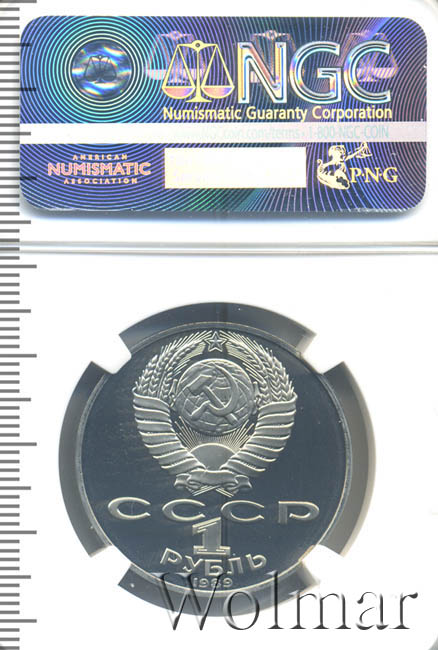 NGC
Numismatic Guaranty Corporation
1-800-NGC-COIN
AMERICAN
NUMISMATIC
ASSOCIATION
PNG
СССР
1
РУБЛЬ
1989
Wolmar